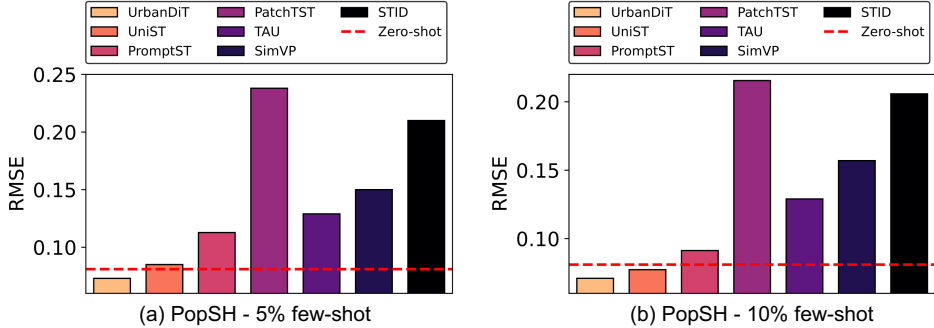 UrbanDiT PatchTST STID
UniST TAU Zero-shot
PromptST SimVP
0.25
0.20
0.15
0.10
RMSE
(a) PopSH - 5% few-shot
UrbanDiT PatchTST STID
UniST TAU Zero-shot
PromptST SimVP
0.20
0.15
0.10
RMSE
(b) PopSH - 10% few-shot